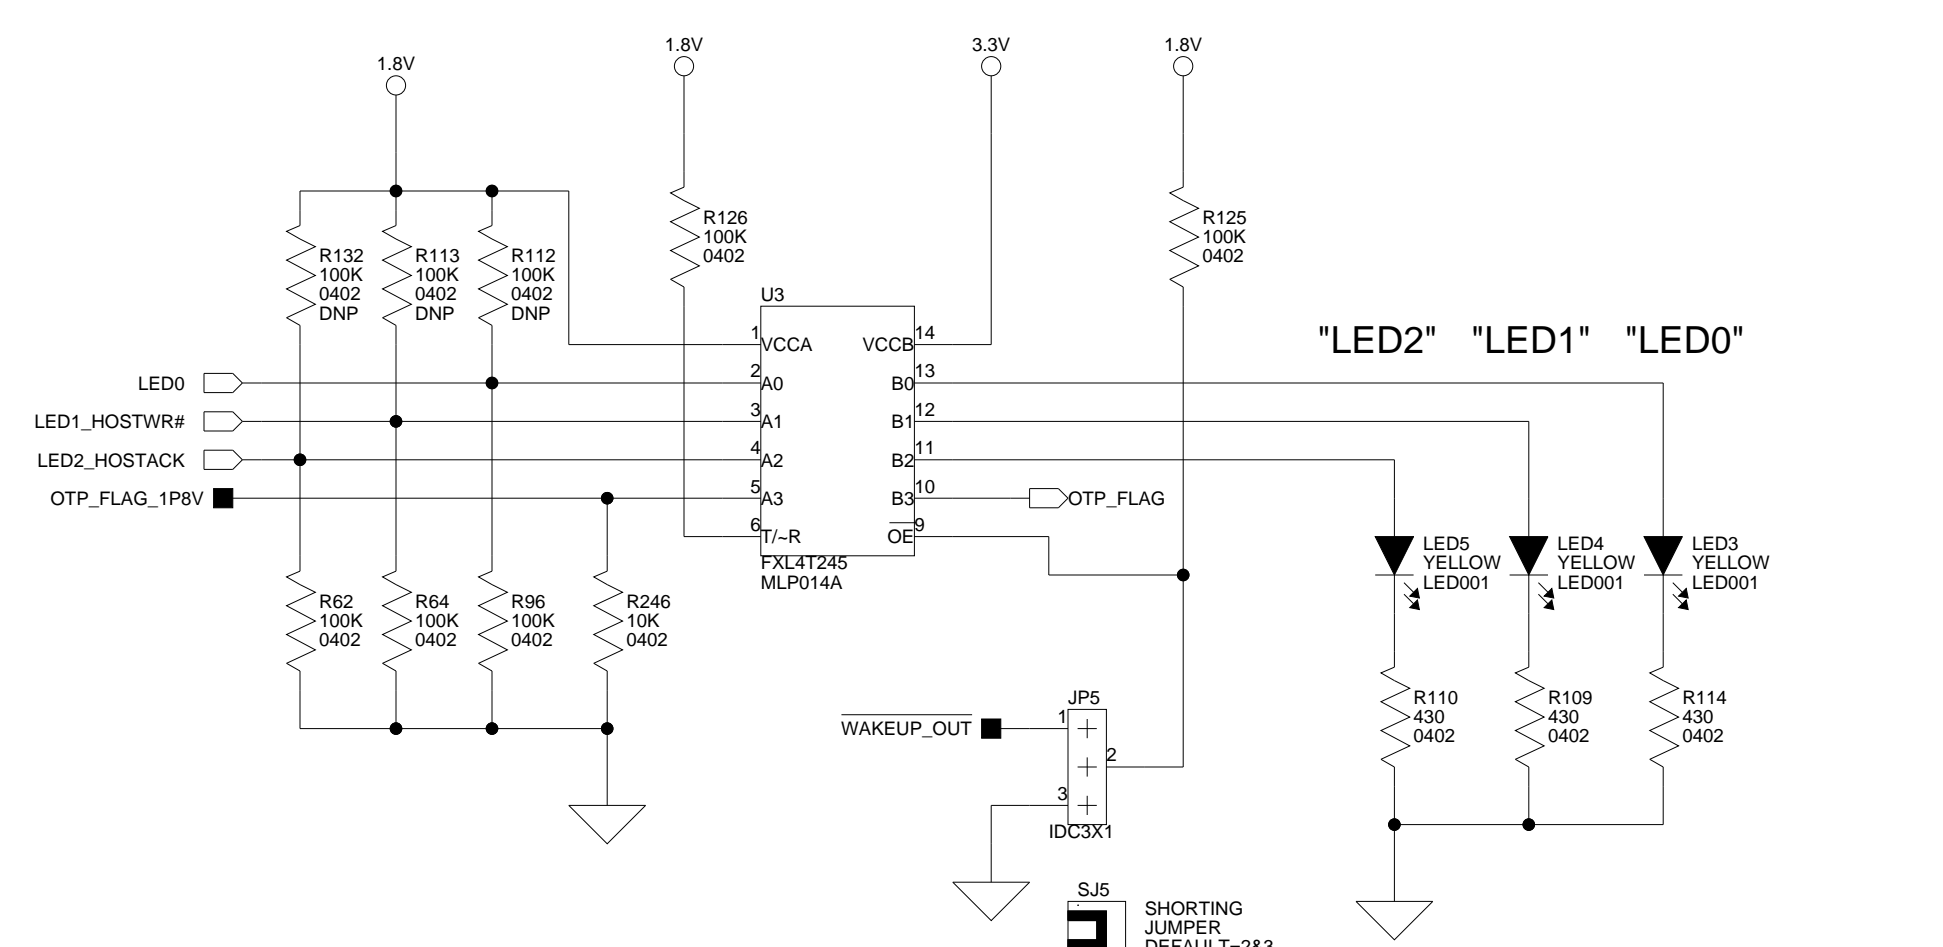 1.8V
1.8V
3.3V
1.8V
R132
100K
0402
DNP
R113
100K
0402
DNP
R112
100K
0402
DNP
R126
100K
0402
R125
100K
0402
U3
1
VCCA
VCCB
14
"LED2" "LED1" "LED0"
LED0
2
A0
B0
13
LED1_HOSTWR#
3
A1
B1
12
LED2_HOSTACK
4
A2
B2
11
OTP_FLAG_1P8V
5
A3
B3
10
OTP_FLAG
6
T/~R
OE
9
FXL4T245
MLP014A
LED5
YELLOW
LED001
LED4
YELLOW
LED001
LED3
YELLOW
LED001
R62
100K
0402
R64
100K
0402
R96
100K
0402
R246
10K
0402
WAKEUP_OUT
JP5
1
2
3
IDC3X1
R110
430
0402
R109
430
0402
R114
430
0402
SJ5
SHORTING
JUMPER
DEFAULT=2&3